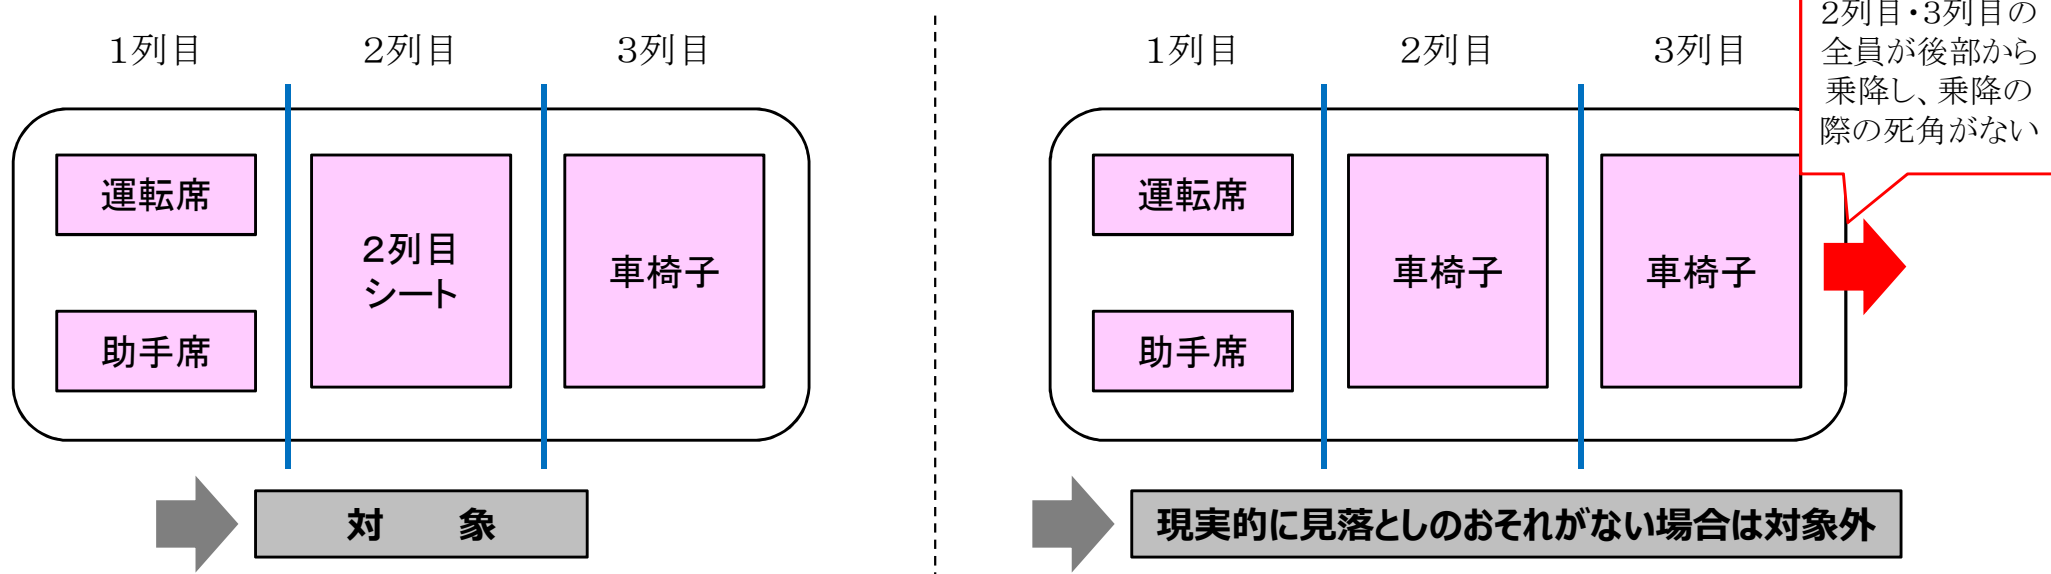 1列目 2列目 3列目
運転席
助手席
2列目
シート
車椅子
対　象
1列目 2列目 3列目
2列目・3列目の
全員が後部から
乗降し、乗降の
際の死角がない
運転席
助手席
車椅子
車椅子
現実的に見落としのおそれがない場合は対象外